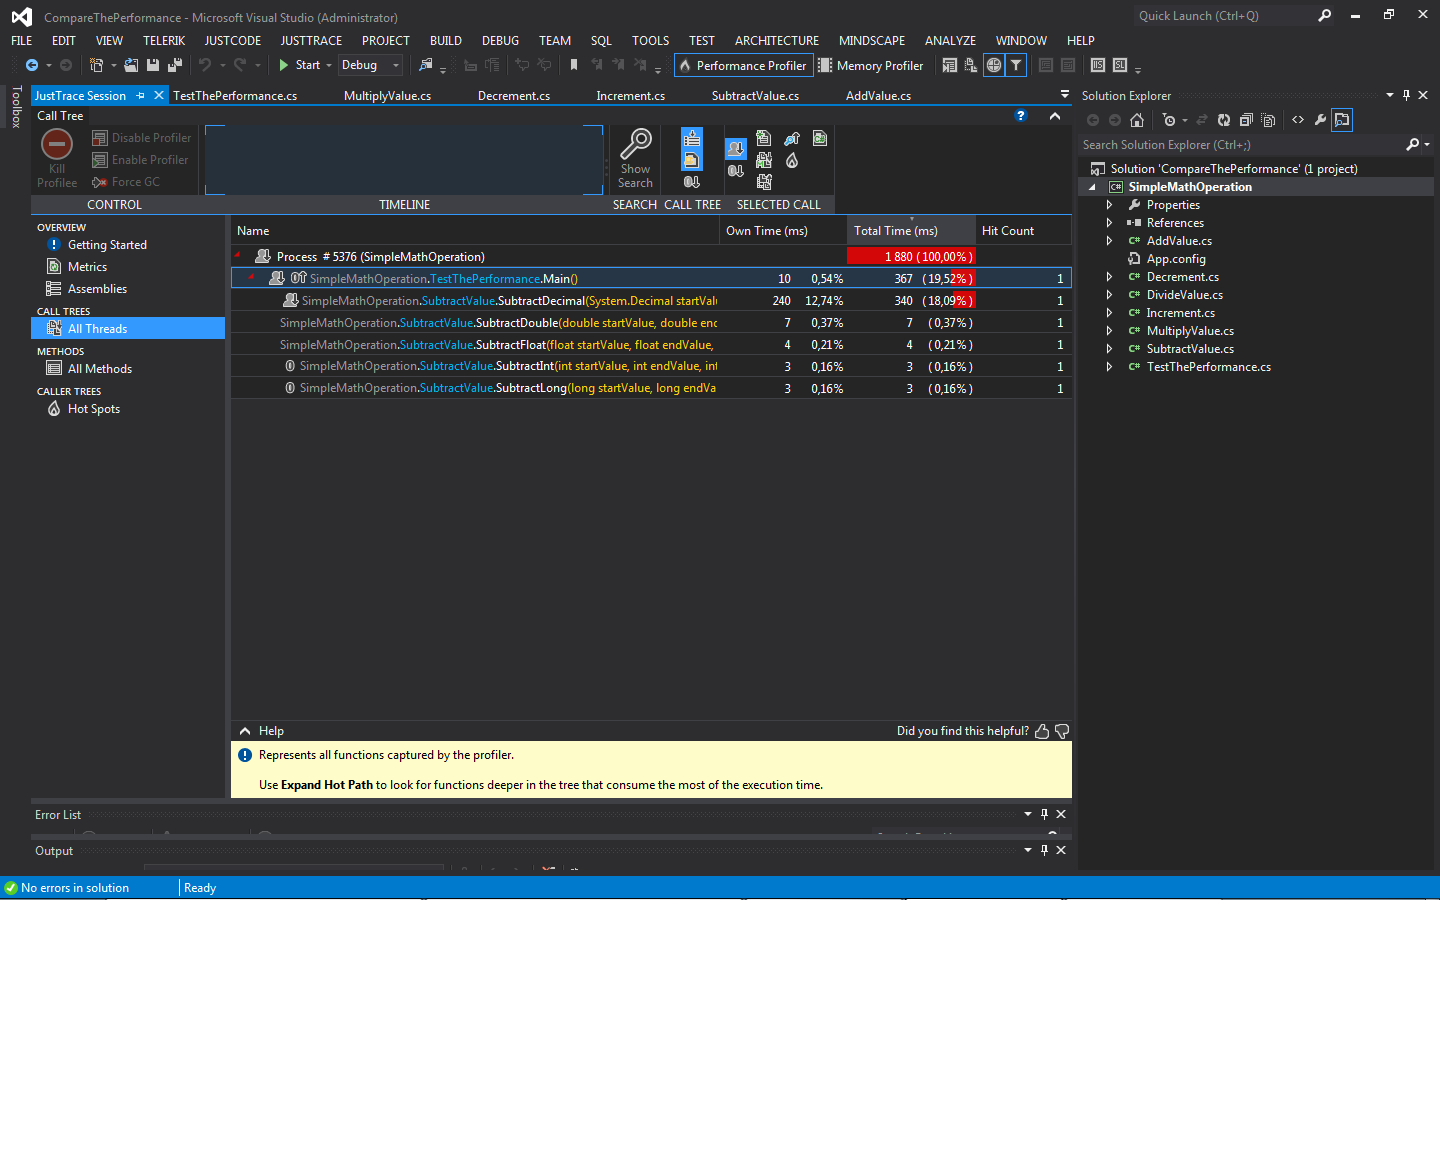 CompareThePerformance - Microsoft Visual Studio (Administrator)
Quick Launch (Ctrl+Q)
FILE EDIT VIEW TELERIK JUSTCODE JUSTTRACE PROJECT BUILD DEBUG TEAM SQL TOOLS TEST ARCHITECTURE MINDSCAPE ANALYZE WINDOW HELP
Start Debug Performance Profiler Memory Profiler
Toolbox
JustTrace Session TestThePerformance.cs MultiplyValue.cs Decrement.cs Increment.cs SubtractValue.cs AddValue.cs
Call Tree
Kill Profilee
Disable Profiler
Enable Profiler
Force GC
Show Search
CONTROL TIMELINE SEARCH CALL TREE SELECTED CALL
OVERVIEW
Getting Started
Metrics
Assemblies
CALL TREES
All Threads
METHODS
All Methods
CALLER TREES
Hot Spots
Name Own Time (ms) Total Time (ms) Hit Count
Process # 5376 (SimpleMathOperation) 1 880 (100,00%)
SimpleMathOperation.TestThePerformance.Main() 10 0,54% 367 (19,52%) 1
SimpleMathOperation.SubtractValue.SubtractDecimal(System.Decimal startValu 240 12,74% 340 (18,09%) 1
SimpleMathOperation.SubtractValue.SubtractDouble(double startValue, double enc 7 0,37% 7 (0,37%) 1
SimpleMathOperation.SubtractValue.SubtractFloat(float startValue, float endValue, 4 0,21% 4 (0,21%) 1
SimpleMathOperation.SubtractValue.SubtractInt(int startValue, int endValue, int 3 0,16% 3 (0,16%) 1
SimpleMathOperation.SubtractValue.SubtractLong(long startValue, long endVa 3 0,16% 3 (0,16%) 1
Help
Did you find this helpful?
Represents all functions captured by the profiler.
Use Expand Hot Path to look for functions deeper in the tree that consume the most of the execution time.
Error List
Output
Solution Explorer
Search Solution Explorer (Ctrl+;)
Solution 'CompareThePerformance' (1 project)
C# SimpleMathOperation
Properties
References
C# AddValue.cs
C# Decrement.cs
C# DivideValue.cs
App.config
C# Increment.cs
C# MultiplyValue.cs
C# SubtractValue.cs
C# TestThePerformance.cs
No errors in solution
Ready